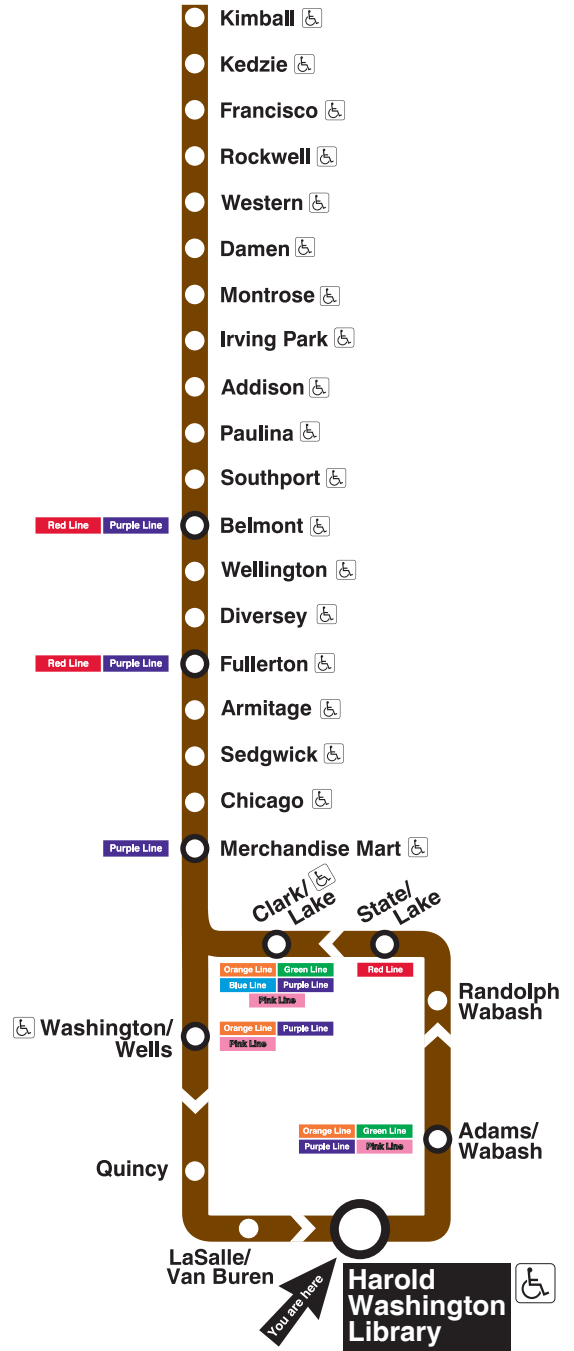 Kimball
Kedzie
Francisco
Rockwell
Western
Damen
Montrose
Irving Park
Addison
Paulina
Southport
Red Line Purple Line Belmont
Wellington
Diversey
Red Line Purple Line Fullerton
Armitage
Sedgwick
Chicago
Purple Line Merchandise Mart
Clark/
Lake
State/
Lake
Orange Line Green Line
Blue Line Purple Line
Pink Line
Red Line
Randolph
Wabash
Washington/
Wells
Orange Line Purple Line
Pink Line
Orange Line Green Line
Purple Line Pink Line
Adams/
Wabash
Quincy
LaSalle/
Van Buren
You are here
Harold
Washington
Library